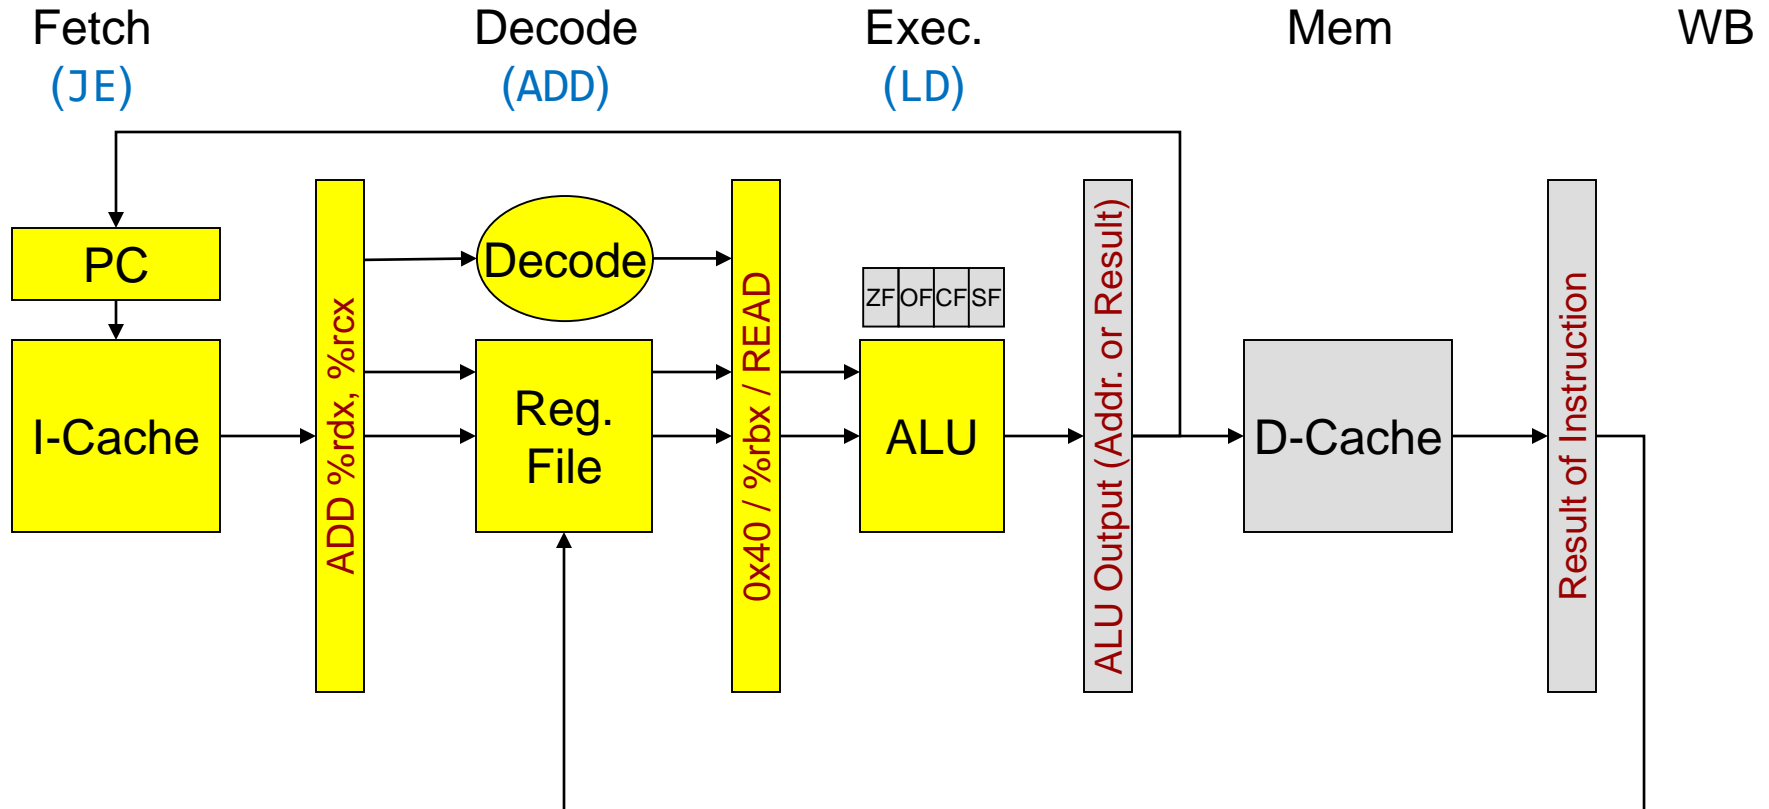 Fetch
Decode
Exec.
Mem
WB
(JE)
(ADD)
(LD)
PC
I-Cache
ADD %rdx, %rcx
Decode
Reg.
File
0x40 / %rbx / READ
ZF OF CF SF
ALU
ALU Output (Addr. or Result)
D-Cache
Result of Instruction